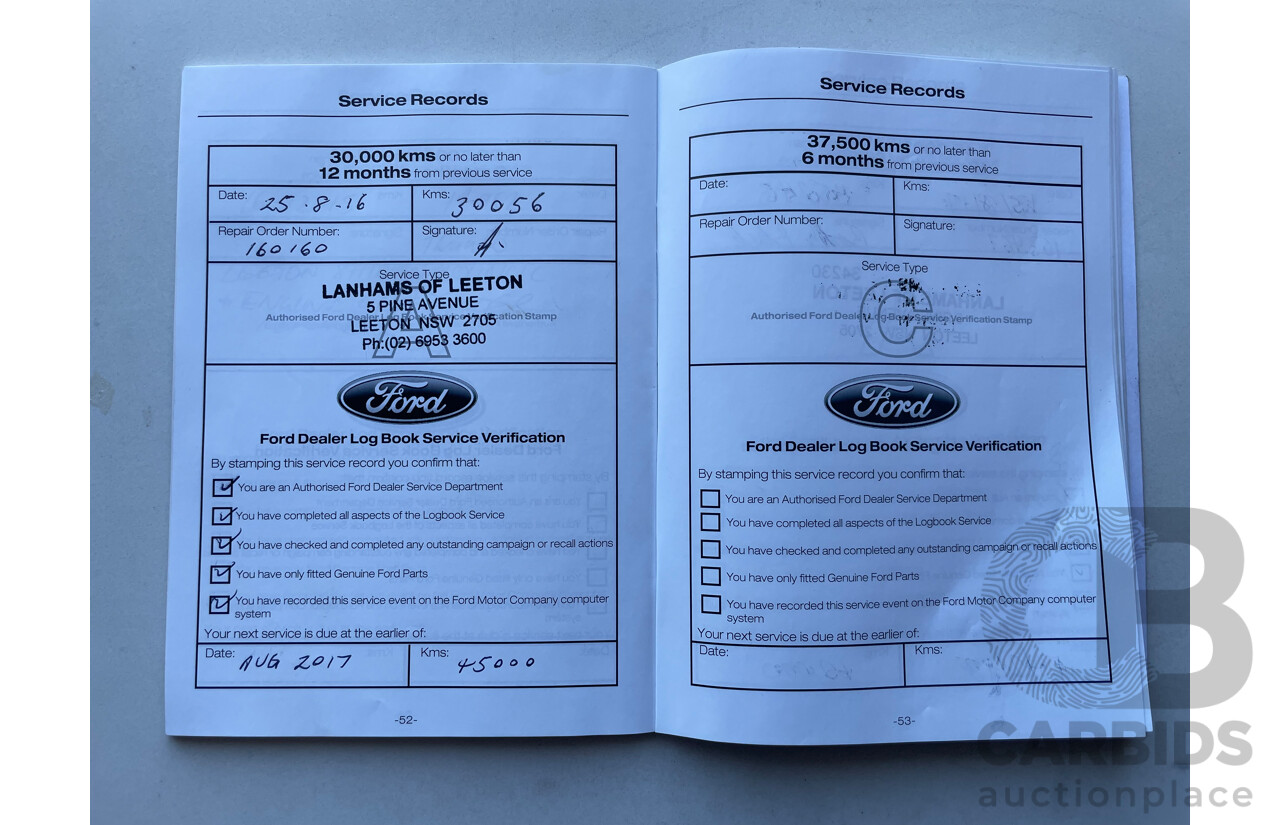 Service Records
30,000 kms or no later than
12 months from previous service
Date: 25.8.16
Kms: 30056
Repair Order Number: 160160
Signature:
Service Type
A
LANHAMS OF LEETON
5 PINE AVENUE
Authorised Ford Dealer Log Book Service Verification Stamp
LEETON NSW 2705
Ph:(02) 6953 3600
Ford
Ford Dealer Log Book Service Verification
By stamping this service record you confirm that:
You are an Authorised Ford Dealer Service Department
You have completed all aspects of the Logbook Service
You have checked and completed any outstanding campaign or recall actions
You have only fitted Genuine Ford Parts
You have recorded this service event on the Ford Motor Company computer
system
Your next service is due at the earlier of:
Date: AUG 2017
Kms: 45000
-52-
Service Records
37,500 kms or no later than
6 months from previous service
Date:
Kms:
Repair Order Number:
Signature:
Service Type
C
Authorised Ford Dealer Log Book Service Verification Stamp
Ford
Ford Dealer Log Book Service Verification
By stamping this service record you confirm that:
You are an Authorised Ford Dealer Service Department
You have completed all aspects of the Logbook Service
You have checked and completed any outstanding campaign or recall actions
You have only fitted Genuine Ford Parts
You have recorded this service event on the Ford Motor Company computer
system
Your next service is due at the earlier of:
Date:
Kms:
-53-
CB
CARBIDS
auctionplace